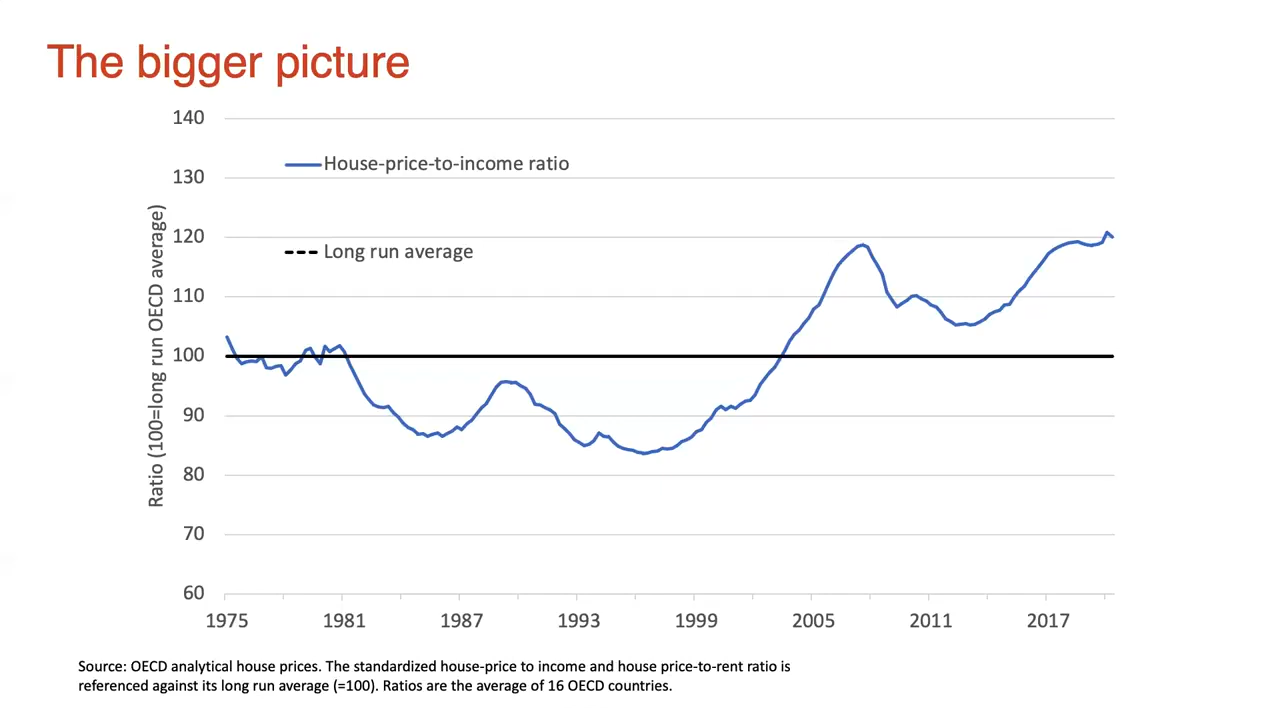 The bigger picture
140
130
120
110
100
90
80
70
60
Ratio (100=long run OECD average)
House-price-to-income ratio
Long run average
1975 1981 1987 1993 1999 2005 2011 2017
Source: OECD analytical house prices. The standardized house-price to income and house price-to-rent ratio is
referenced against its long run average (=100). Ratios are the average of 16 OECD countries.